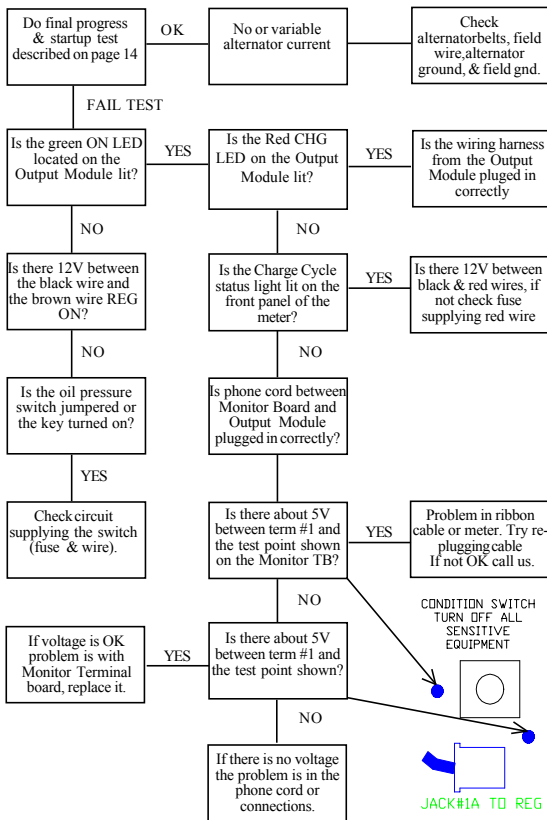 Do final progress
& startup test
described on page 14
OK
No or variable
alternator current
Check
alternatorbelts, field
wire,alternator
ground, & field gnd.
FAIL TEST
Is the green ON LED
located on the
Output Module lit?
YES
Is the Red CHG
LED on the Output
Module lit?
YES
Is the wiring harness
from the Output
Module pluged in
correctly
NO
NO
Is there 12V between
the black wire and
the brown wire REG
ON?
Is the Charge Cycle
status light lit on the
front panel of the
meter?
YES
Is there 12V between
black & red wires, if
not check fuse
supplying red wire
NO
NO
Is the oil pressure
switch jumpered or
the key turned on?
Is phone cord between
Monitor Board and
Output Module
plugged in correctly?
YES
Check circuit
supplying the switch
(fuse & wire).
Is there about 5V
between term #1 and
the test point shown
on the Monitor TB?
YES
Problem in ribbon
cable or meter. Try re-
plugging cable
If not OK call us.
NO
CONDITION SWITCH
TURN OFF ALL
SENSITIVE
EQUIPMENT
If voltage is OK
problem is with
Monitor Terminal
board, replace it.
YES
Is there about 5V
between term #1 and
the test point shown?
NO
If there is no voltage
the problem is in the
phone cord or
connections.
JACK#1A TO REG